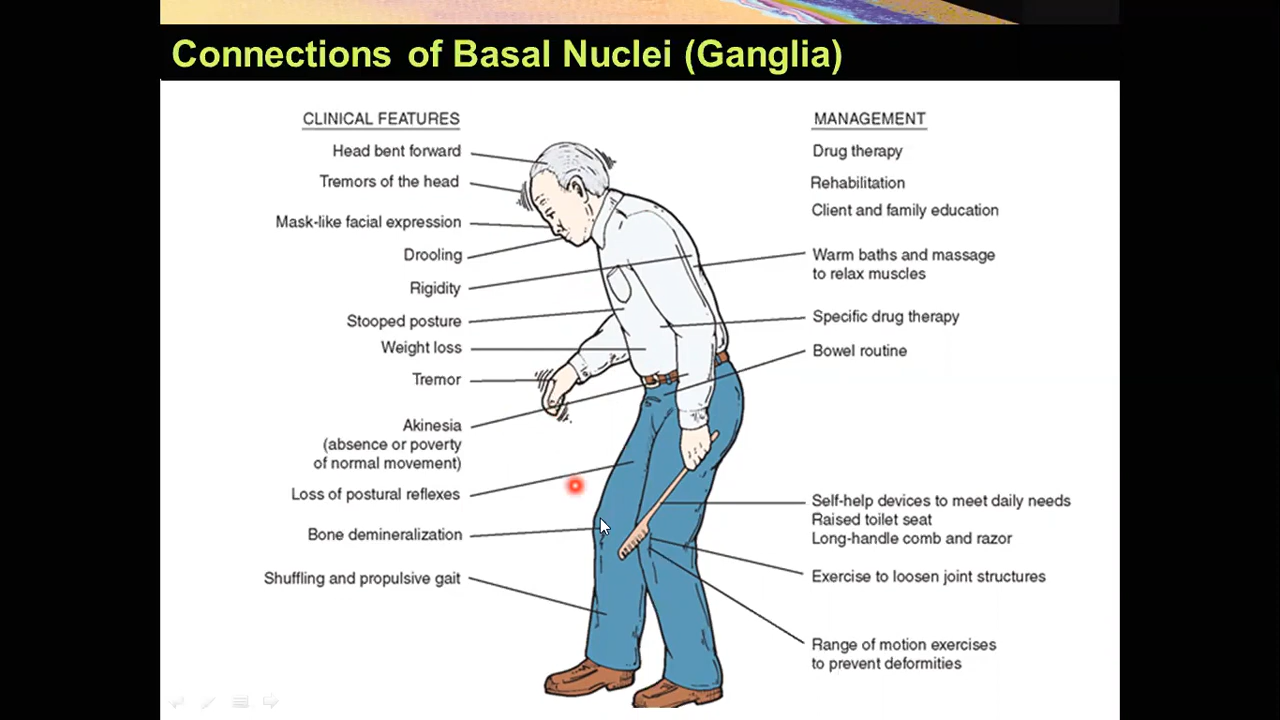 Connections of Basal Nuclei (Ganglia)
CLINICAL FEATURES
Head bent forward
Tremors of the head
Mask-like facial expression
Drooling
Rigidity
Stooped posture
Weight loss
Tremor
Akinesia
(absence or poverty
of normal movement)
Loss of postural reflexes
Bone demineralization
Shuffling and propulsive gait
MANAGEMENT
Drug therapy
Rehabilitation
Client and family education
Warm baths and massage
to relax muscles
Specific drug therapy
Bowel routine
Self-help devices to meet daily needs
Raised toilet seat
Long-handle comb and razor
Exercise to loosen joint structures
Range of motion exercises
to prevent deformities